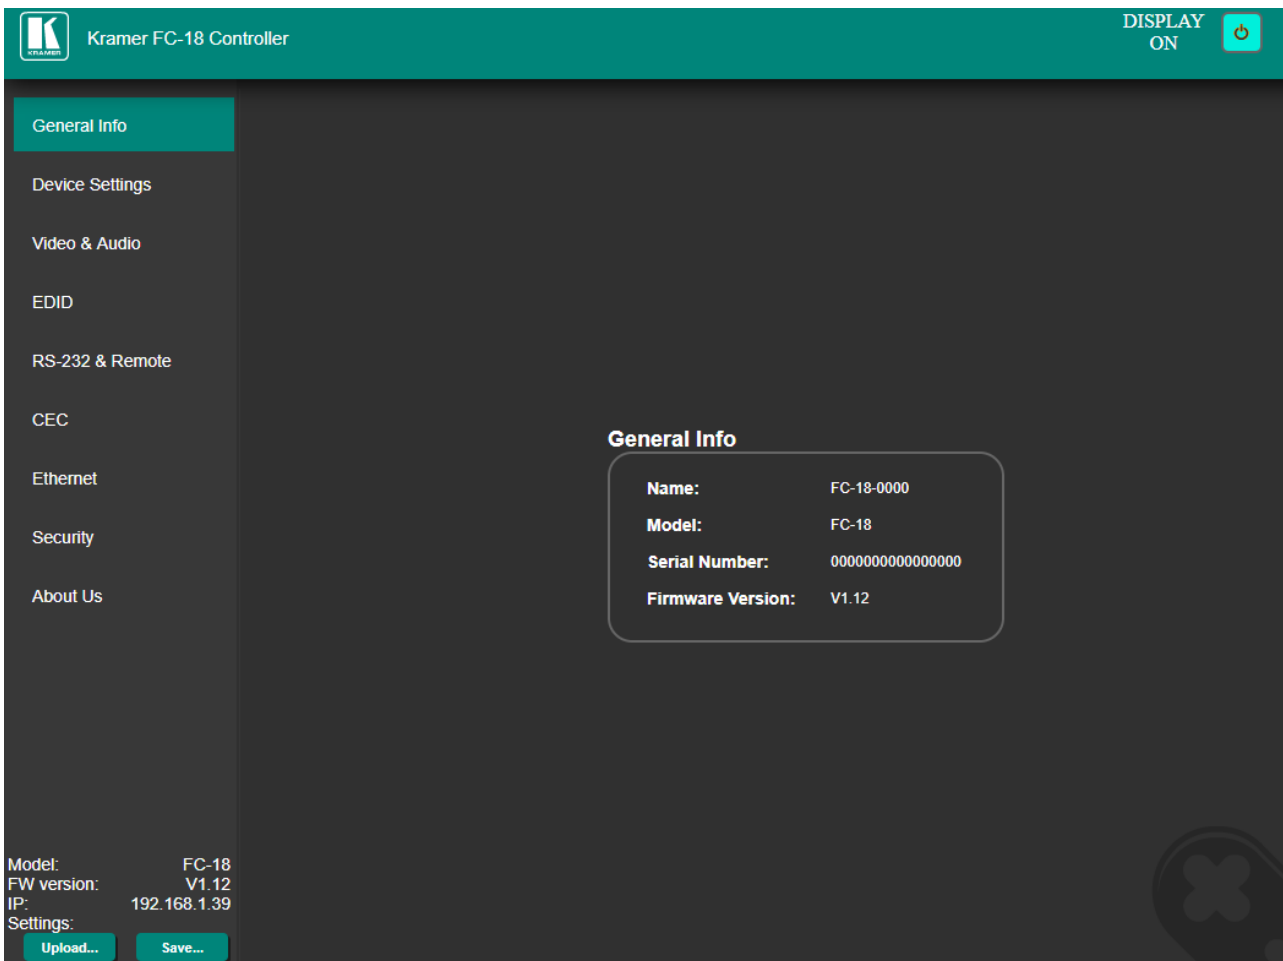 KRAMER
Kramer FC-18 Controller
DISPLAY
ON
General Info
Device Settings
Video & Audio
EDID
RS-232 & Remote
CEC
Ethernet
Security
About Us
General Info
Name: FC-18-0000
Model: FC-18
Serial Number: 0000000000000000
Firmware Version: V1.12
Model: FC-18
FW version: V1.12
IP: 192.168.1.39
Settings:
Upload... Save...